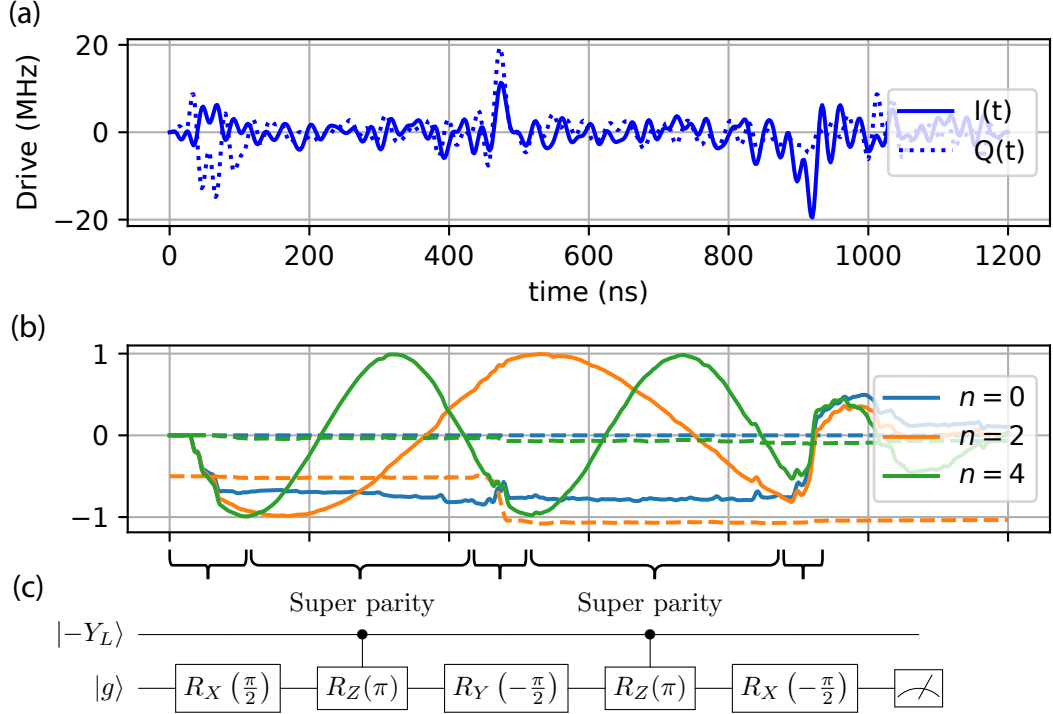 (a)
Drive (MHz)
20
0
−20
I(t)
Q(t)
0 200 400 600 800 1000 1200
time (ns)
(b)
1
0
−1
n = 0
n = 2
n = 4
(c)
Super parity Super parity
|−Y_L⟩
|g⟩ R_X (π/2) R_Z(π) R_Y (−π/2) R_Z(π) R_X (−π/2)